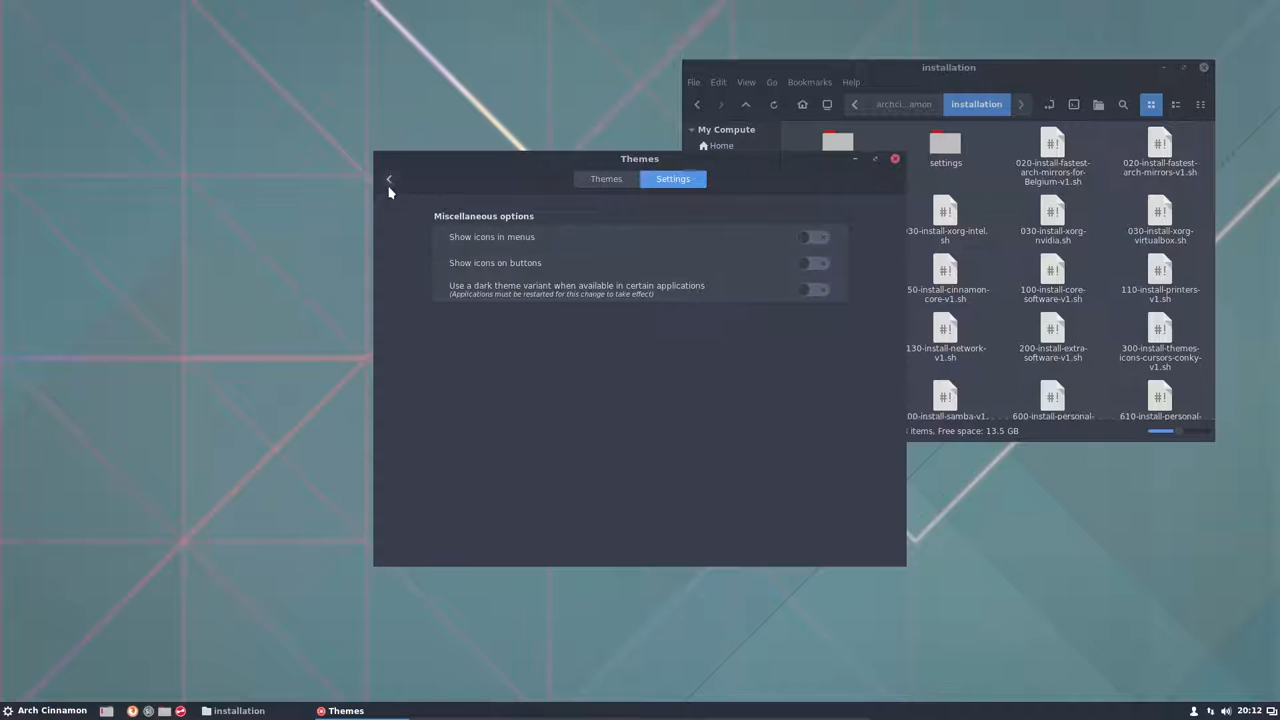 installation
File Edit View Go Bookmarks Help
archci...amon installation
My Compute
Home
settings
020-install-fastest-
arch-mirrors-for-
Belgium-v1.sh
020-install-fastest-
arch-mirrors-v1.sh
Themes
Themes Settings
Miscellaneous options
Show icons in menus
Show icons on buttons
Use a dark theme variant when available in certain applications
(Applications must be restarted for this change to take effect)
030-install-xorg-intel.
sh
030-install-xorg-
nvidia.sh
030-install-xorg-
virtualbox.sh
50-install-cinnamon-
core-v1.sh
100-install-core-
software-v1.sh
110-install-printers-
v1.sh
130-install-network-
v1.sh
200-install-extra-
software-v1.sh
300-install-themes-
icons-cursors-conky-
v1.sh
00-install-samba-v1.
600-install-personal-
610-install-personal-
items, Free space: 13.5 GB
Arch Cinnamon
installation
Themes
20:12